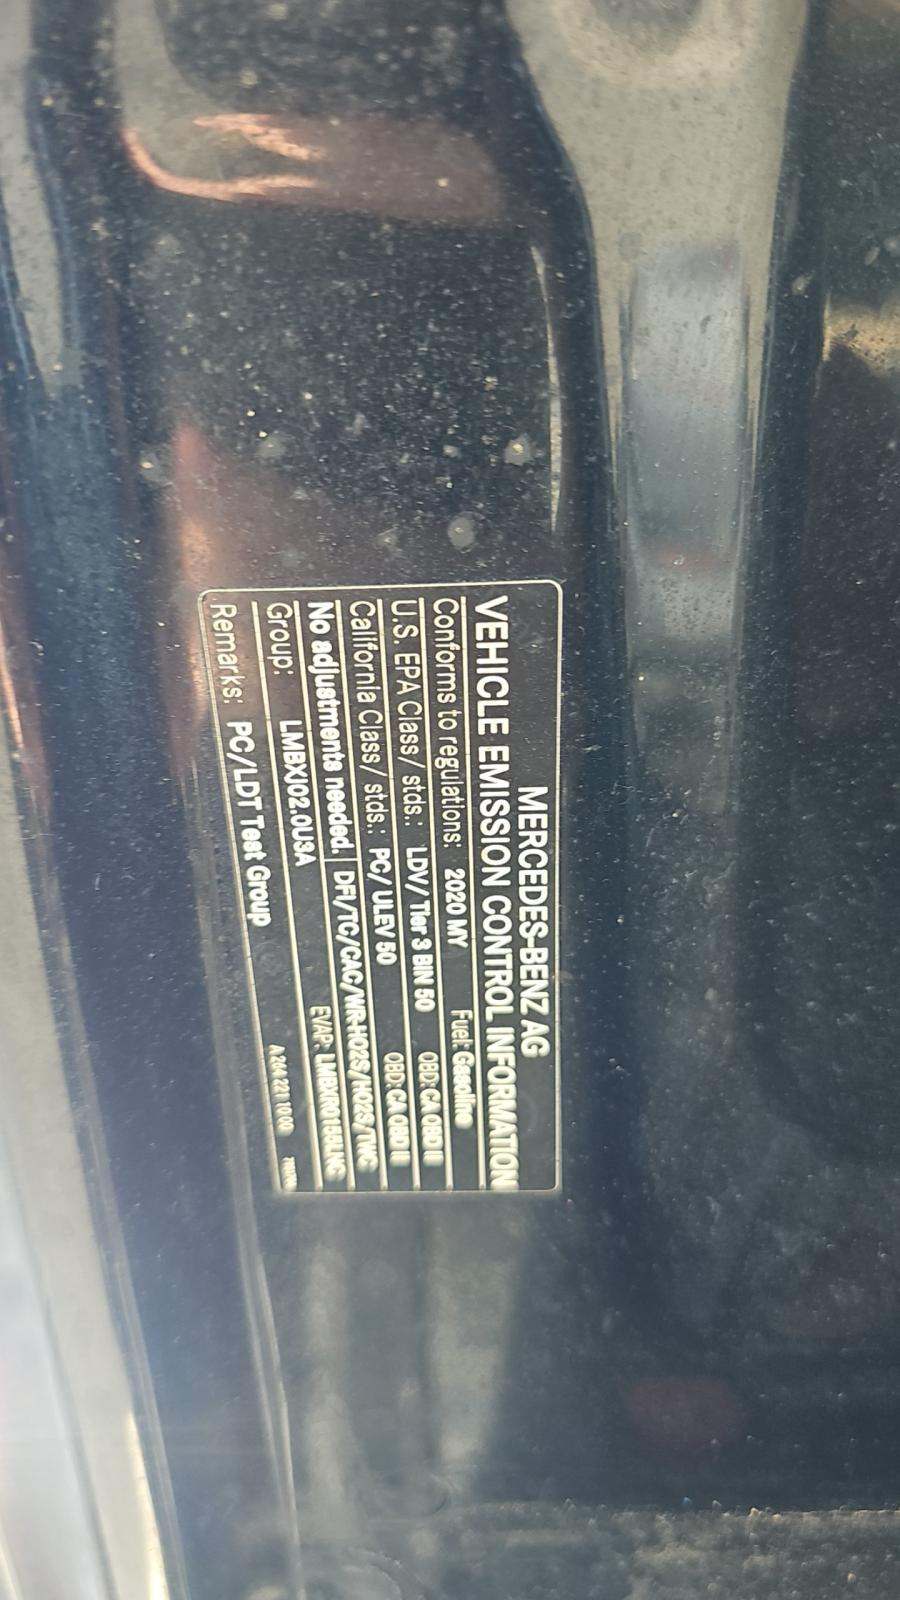 MERCEDES-BENZ AG
VEHICLE EMISSION CONTROL INFORMATION
Conforms to regulations: 2020 MY Fuel: Gasoline
U.S. EPA Class/ stds.: LDV/ Tier 3 BIN 50 OBD: CA OBD II
California Class/ stds.: PC/ ULEV 50 OBD: CA OBD II
No adjustments needed. DFI/TC/CAC/WR-HO2S/HO2S/TWC
Group: LMBXJ02.0U3A EVAP:
Remarks: PC/LDT Test Group